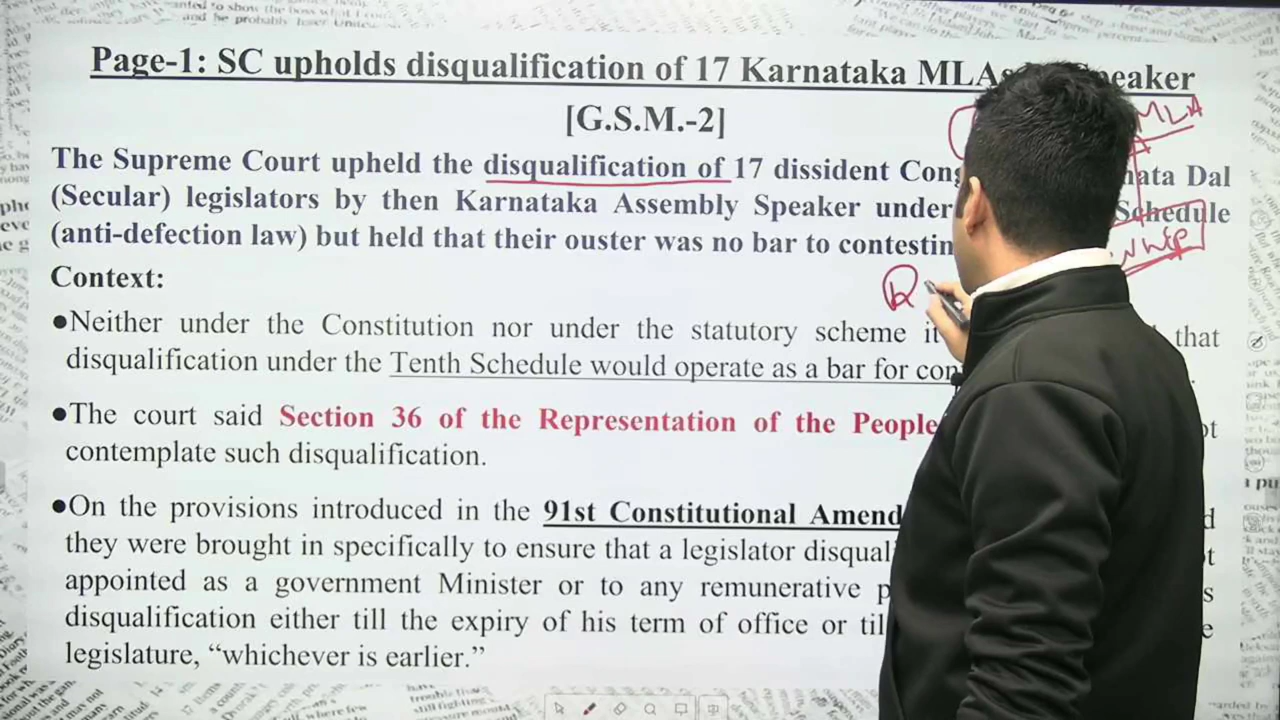 Page-1: SC upholds disqualification of 17 Karnataka MLAs Speaker
[G.S.M.-2]
MLA
The Supreme Court upheld the disqualification of 17 dissident Cong Dal
(Secular) legislators by then Karnataka Assembly Speaker under Schedule
(anti-defection law) but held that their ouster was no bar to contestin
Context:
●Neither under the Constitution nor under the statutory scheme it that
disqualification under the Tenth Schedule would operate as a bar for con
●The court said Section 36 of the Representation of the People
contemplate such disqualification.
●On the provisions introduced in the 91st Constitutional Amend
they were brought in specifically to ensure that a legislator disqual
appointed as a government Minister or to any remunerative p
disqualification either till the expiry of his term of office or til
legislature, “whichever is earlier.”